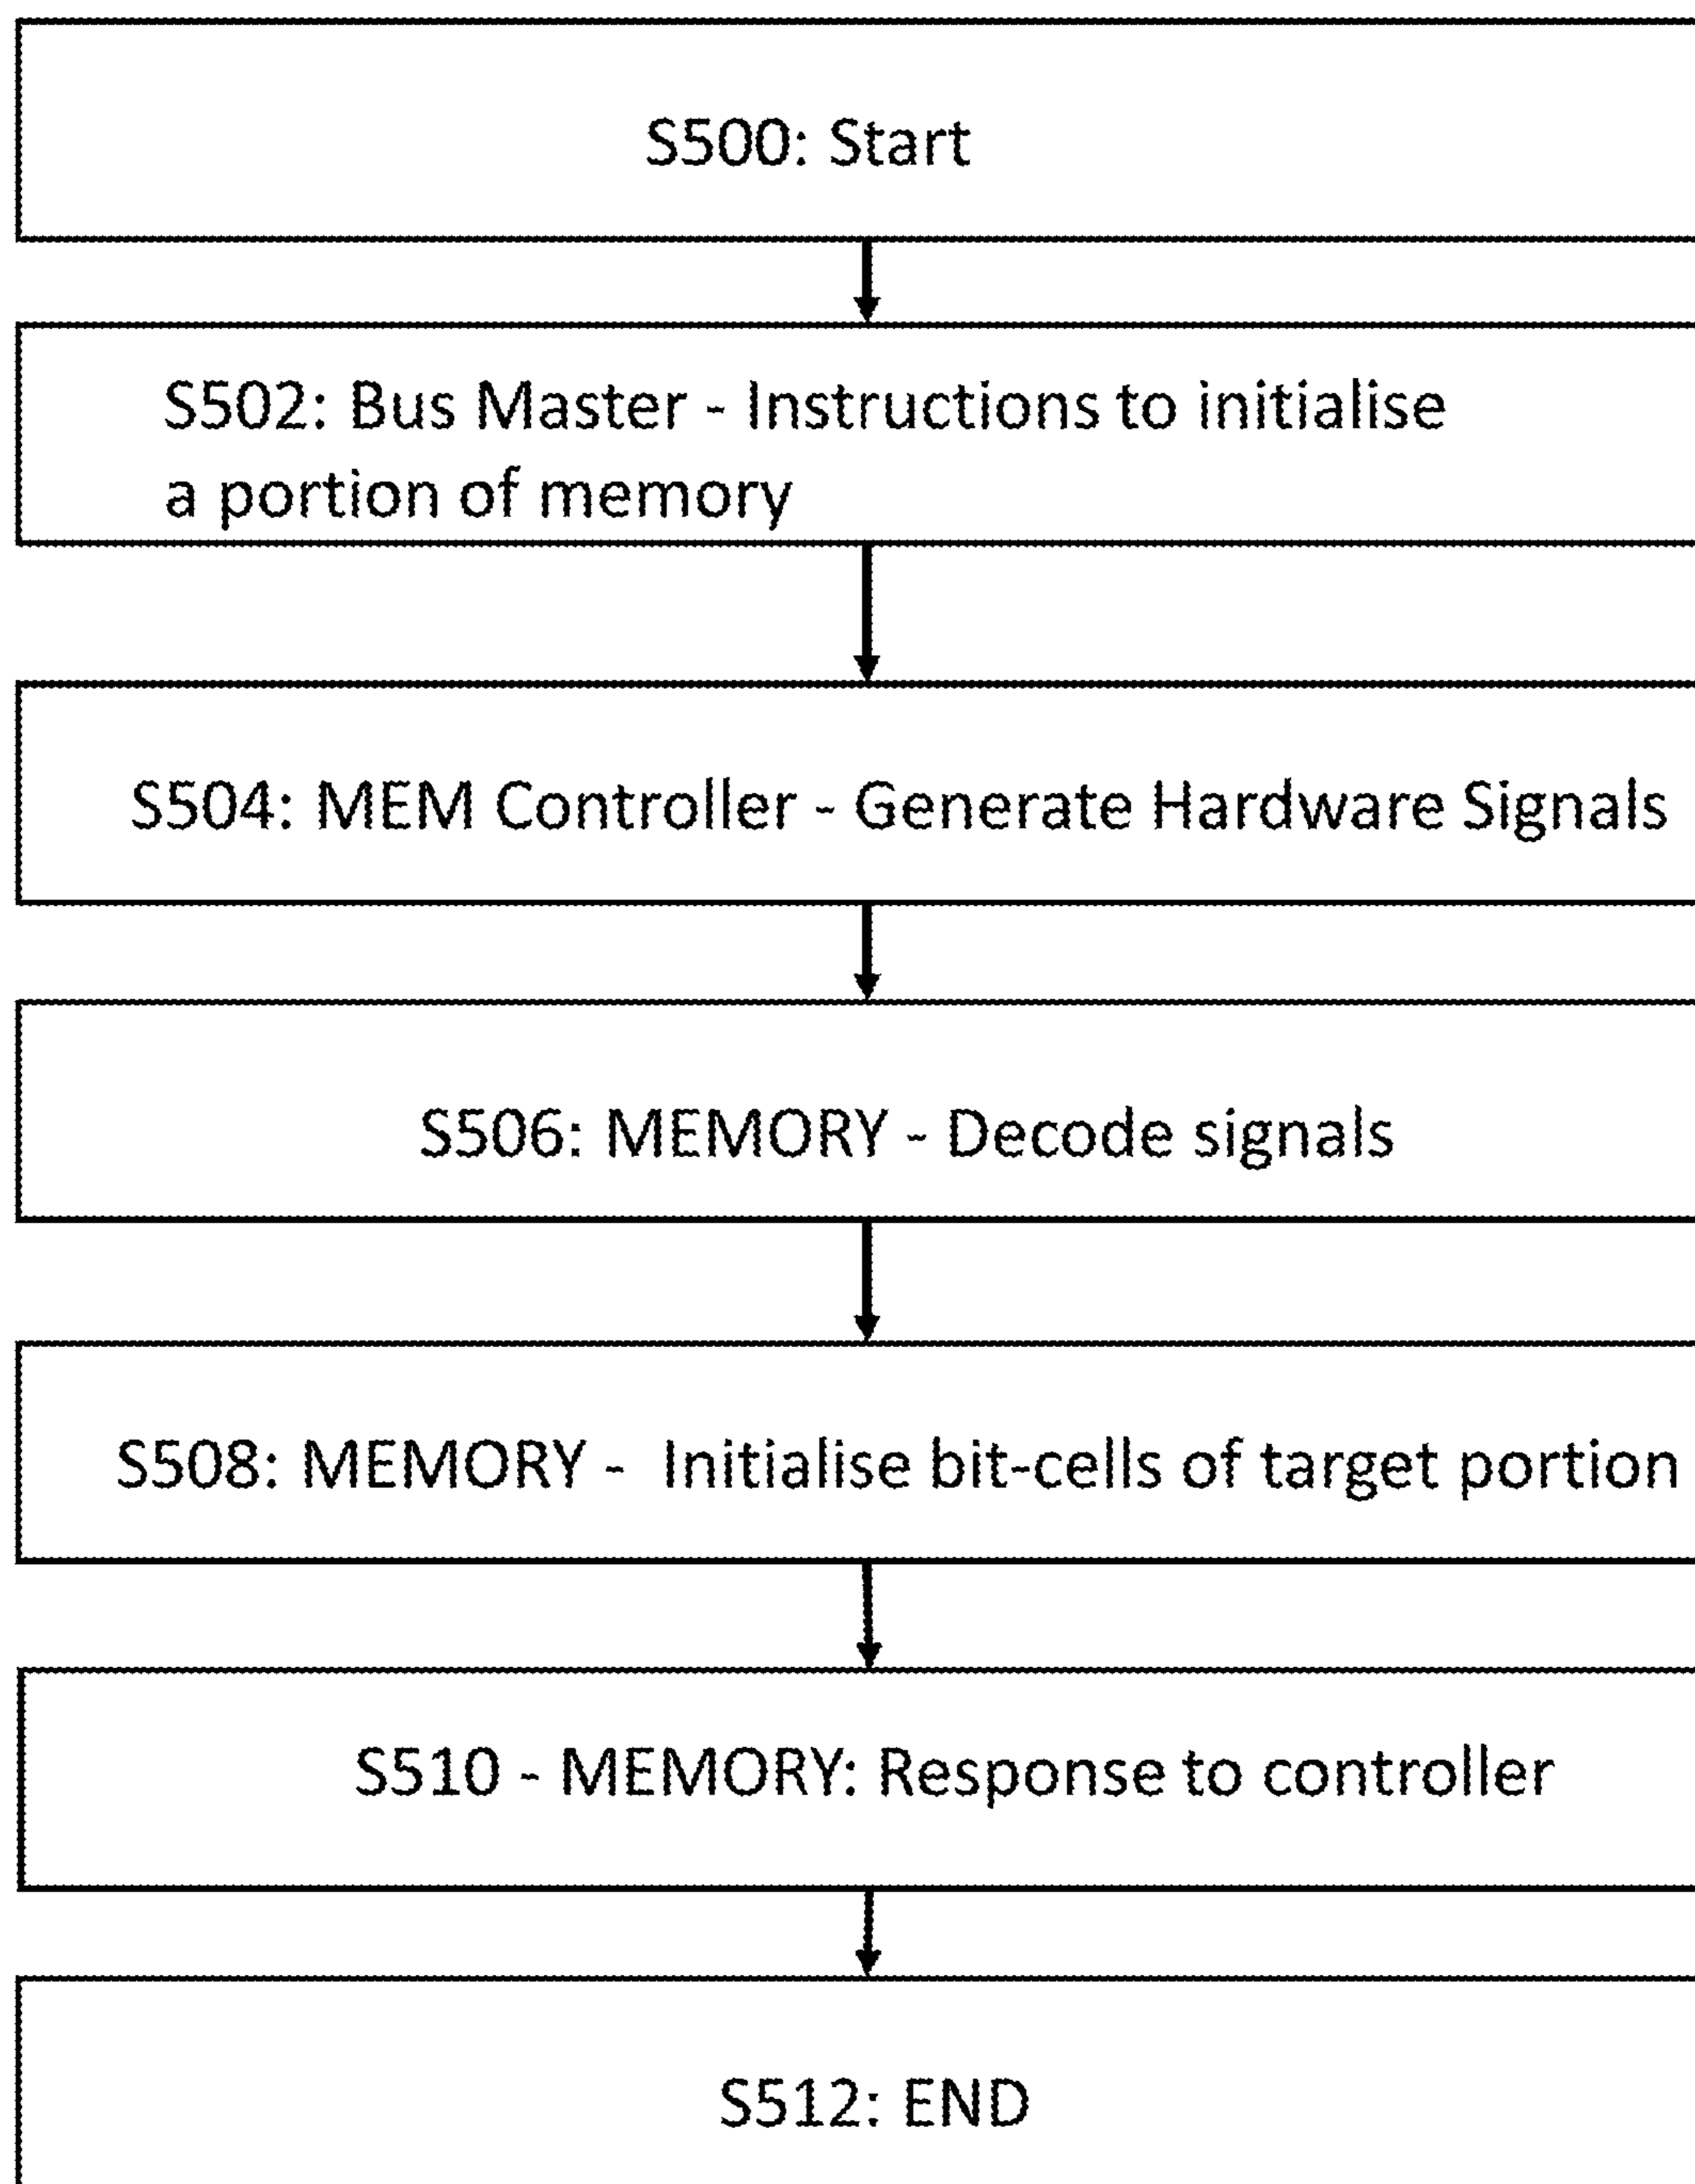 S500: Start
S502: Bus Master - Instructions to initialise
a portion of memory
S504: MEM Controller - Generate Hardware Signals
S506: MEMORY - Decode signals
S508: MEMORY - Initialise bit-cells of target portion
S510 - MEMORY: Response to controller
S512: END